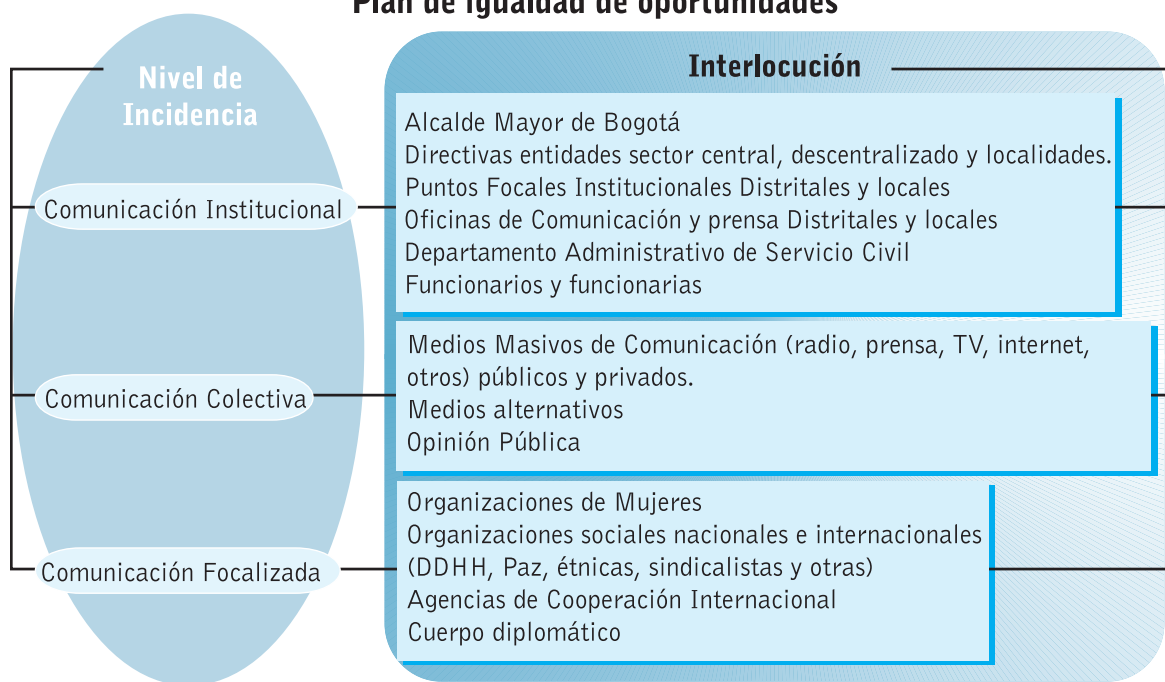 Plan de igualdad de oportunidades
Nivel de
Incidencia
Interlocución
Comunicación Institucional
Alcalde Mayor de Bogotá
Directivas entidades sector central, descentralizado y localidades.
Puntos Focales Institucionales Distritales y locales
Oficinas de Comunicación y prensa Distritales y locales
Departamento Administrativo de Servicio Civil
Funcionarios y funcionarias
Comunicación Colectiva
Medios Masivos de Comunicación (radio, prensa, TV, internet,
otros) públicos y privados.
Medios alternativos
Opinión Pública
Comunicación Focalizada
Organizaciones de Mujeres
Organizaciones sociales nacionales e internacionales
(DDHH, Paz, étnicas, sindicalistas y otras)
Agencias de Cooperación Internacional
Cuerpo diplomático